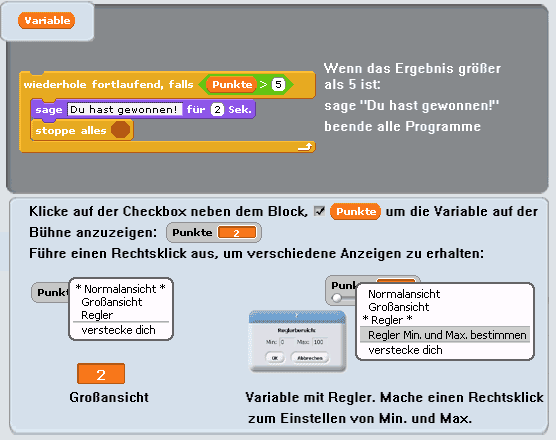 Variable
wiederhole fortlaufend, falls Punkte > 5
sage Du hast gewonnen! für 2 Sek.
stoppe alles
Wenn das Ergebnis größer
als 5 ist:
sage "Du hast gewonnen!"
beende alle Programme
Klicke auf der Checkbox neben dem Block, Punkte um die Variable auf der
Bühne anzuzeigen: Punkte 2
Führe einen Rechtsklick aus, um verschiedene Anzeigen zu erhalten:
Punkt
* Normalansicht *
Großansicht
Regler
verstecke dich
2
Großansicht
Punk
Normalansicht
Großansicht
* Regler *
Regler Min. und Max. bestimmen
verstecke dich
?
Reglerbereich:
Min: 0 Max: 100
OK Abbrechen
Variable mit Regler. Mache einen Rechtsklick
zum Einstellen von Min. und Max.